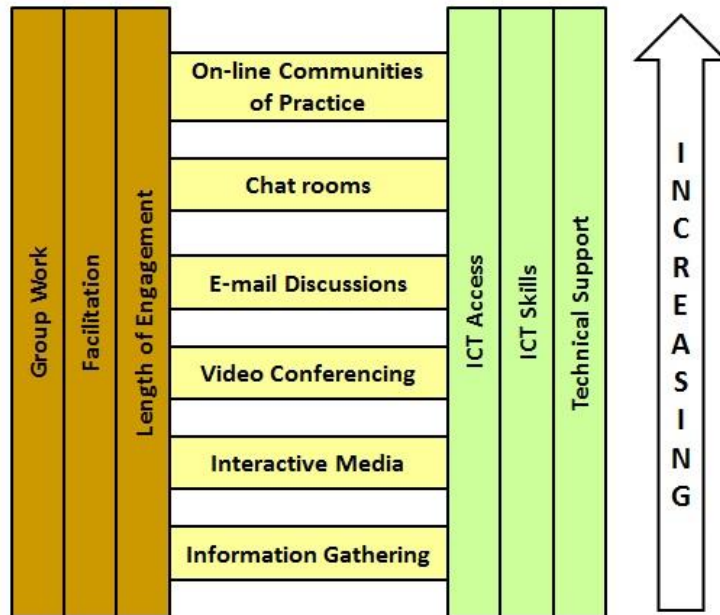 Group Work
Facilitation
Length of Engagement
On-line Communities
of Practice
Chat rooms
E-mail Discussions
Video Conferencing
Interactive Media
Information Gathering
ICT Access
ICT Skills
Technical Support
INCREASING